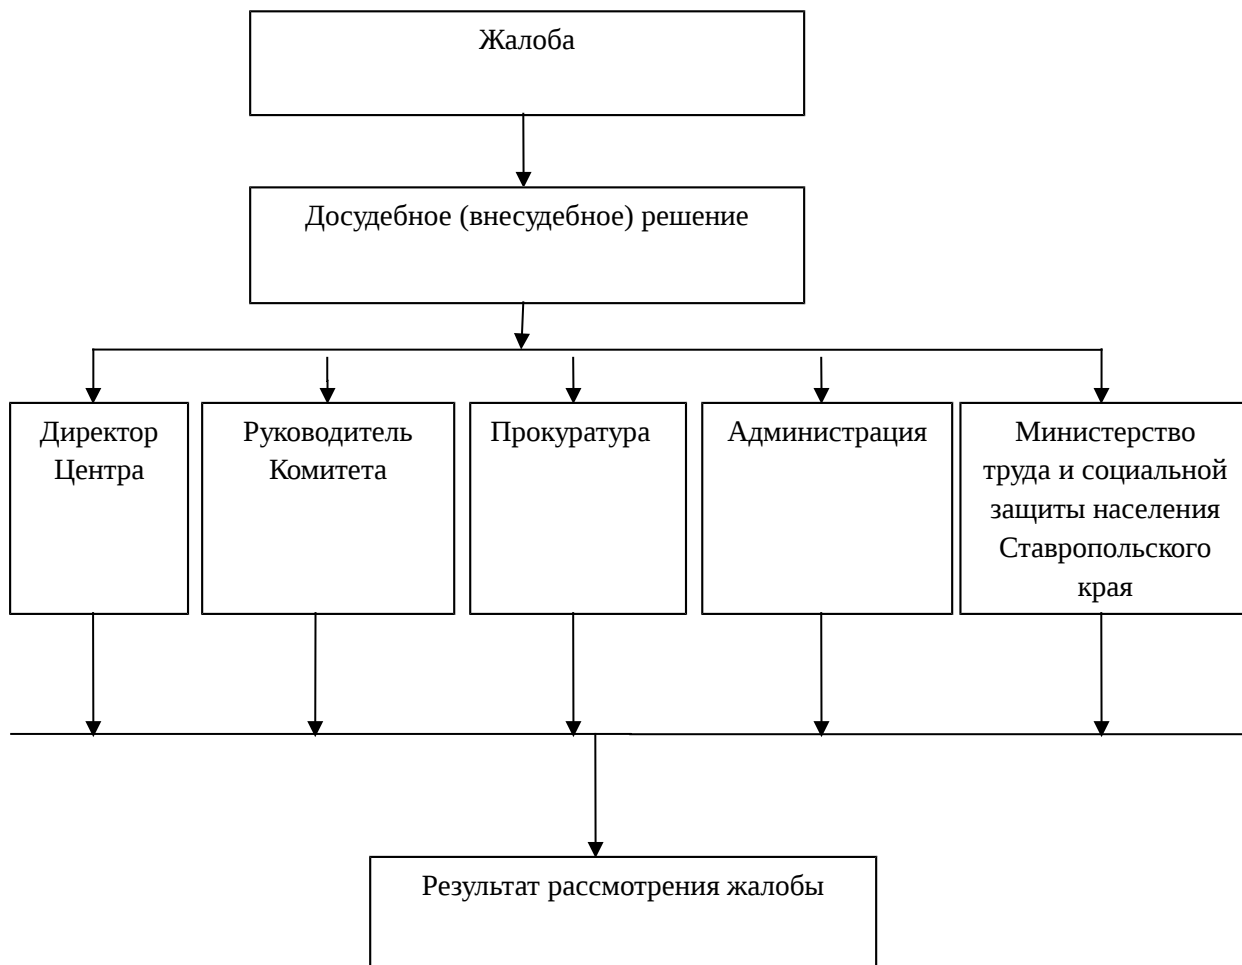 Жалоба
Досудебное (внесудебное) решение
Директор
Центра
Руководитель
Комитета
Прокуратура
Администрация
Министерство
труда и социальной
защиты населения
Ставропольского
края
Результат рассмотрения жалобы